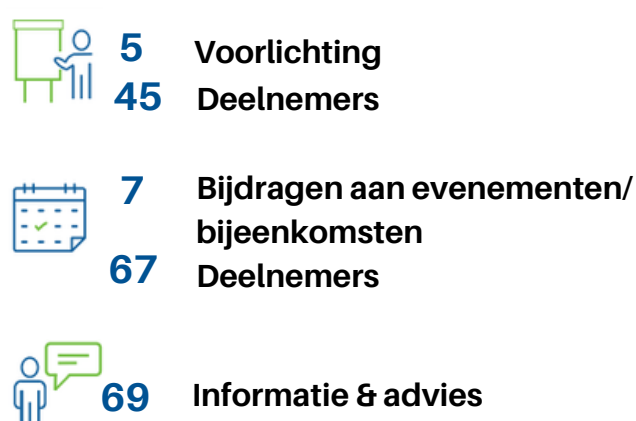 5 Voorlichting
45 Deelnemers
7 Bijdragen aan evenementen/
bijeenkomsten
67 Deelnemers
69 Informatie & advies